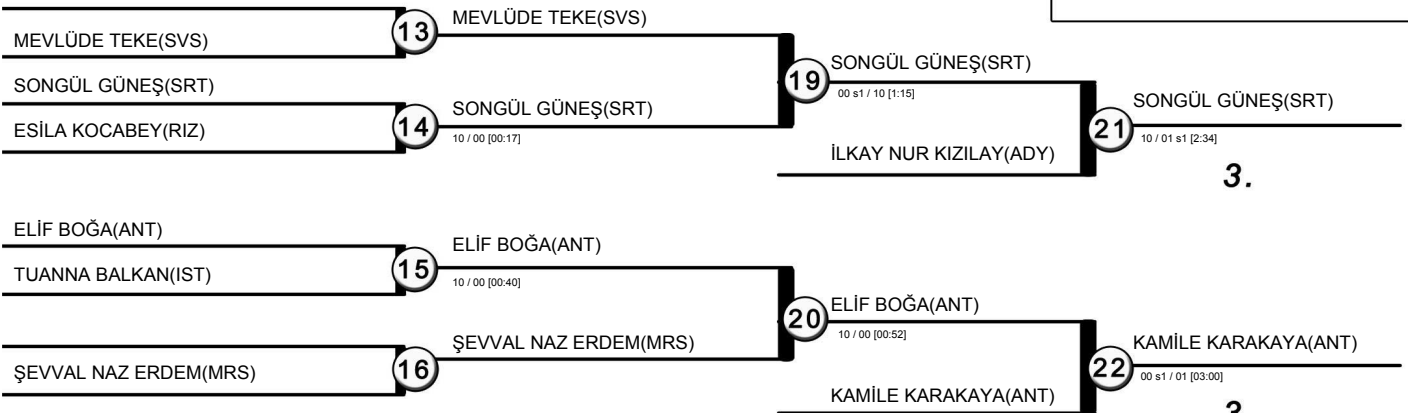 MEVLÜDE TEKE(SVS)
13
MEVLÜDE TEKE(SVS)
SONGÜL GÜNEŞ(SRT)
ESİLA KOCABEY(RIZ)
14
SONGÜL GÜNEŞ(SRT)
10 / 00 [00:17]
19
SONGÜL GÜNEŞ(SRT)
00 s1 / 10 [1:15]
İLKAY NUR KIZILAY(ADY)
21
SONGÜL GÜNEŞ(SRT)
10 / 01 s1 [2:34]
3.
ELİF BOĞA(ANT)
TUANNA BALKAN(IST)
15
ELİF BOĞA(ANT)
10 / 00 [00:40]
ŞEVVAL NAZ ERDEM(MRS)
16
ŞEVVAL NAZ ERDEM(MRS)
20
ELİF BOĞA(ANT)
10 / 00 [00:52]
KAMİLE KARAKAYA(ANT)
22
KAMİLE KARAKAYA(ANT)
00 s1 / 01 [03:00]
3